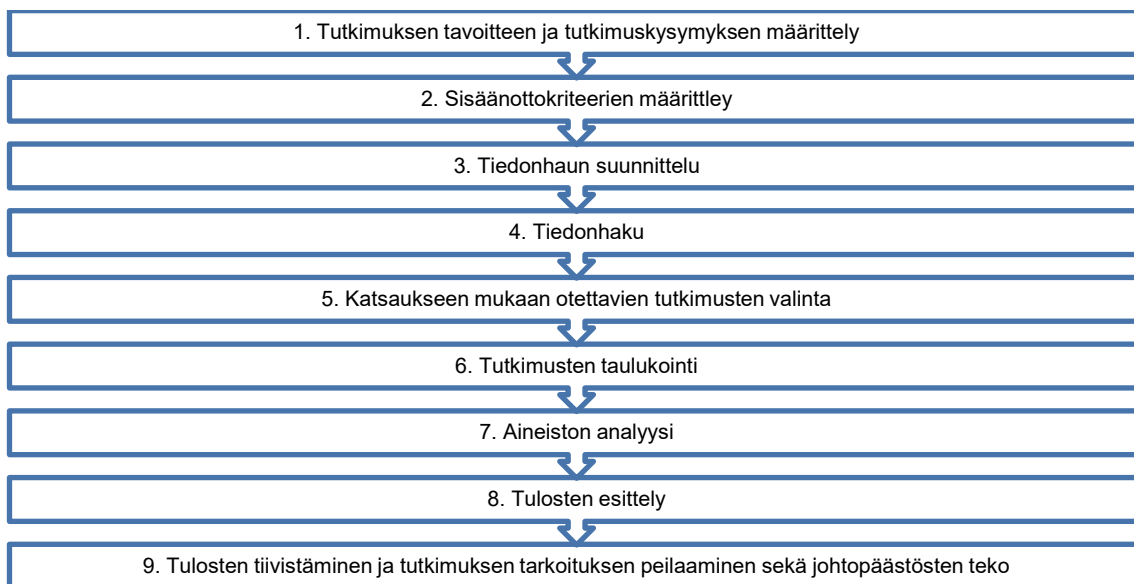 1. Tutkimuksen tavoitteen ja tutkimuskysymyksen määrittely
2. Sisäänottokriteerien määrittley
3. Tiedonhaun suunnittelu
4. Tiedonhaku
5. Katsaukseen mukaan otettavien tutkimusten valinta
6. Tutkimusten taulukointi
7. Aineiston analyysi
8. Tulosten esittely
9. Tulosten tiivistäminen ja tutkimuksen tarkoituksen peilaaminen sekä johtopäästösten teko